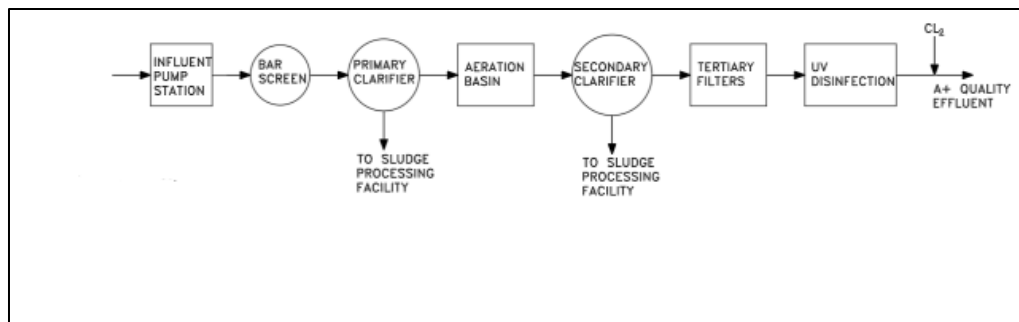 INFLUENT
PUMP
STATION
BAR
SCREEN
PRIMARY
CLARIFIER
AERATION
BASIN
SECONDARY
CLARIFIER
TERTIARY
FILTERS
UV
DISINFECTION
CL₂
A+ QUALITY
EFFLUENT
TO SLUDGE
PROCESSING
FACILITY
TO SLUDGE
PROCESSING
FACILITY